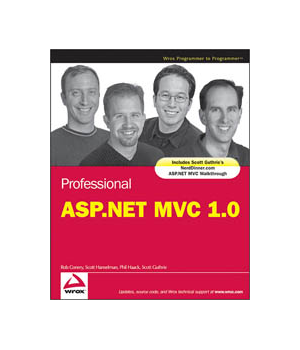 Wrox Programmer to Programmer™
Includes Scott Guthrie's
NerdDinner.com
ASP.NET MVC Walkthrough
Professional
ASP.NET MVC 1.0
Rob Conery, Scott Hanselman, Phil Haack, Scott Guthrie
wrox
Updates, source code, and Wrox technical support at www.wrox.com